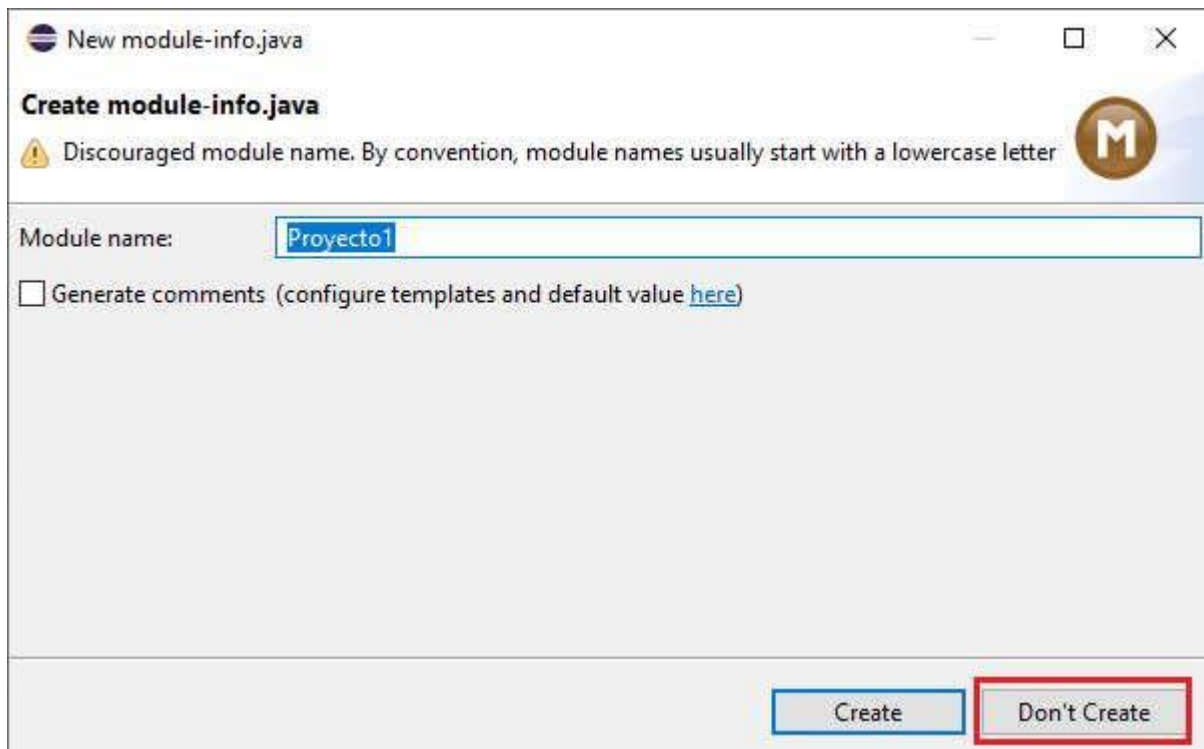 New module-info.java
Create module-info.java
Discouraged module name. By convention, module names usually start with a lowercase letter
M
Module name: Proyecto1
Generate comments (configure templates and default value here)
Create Don't Create